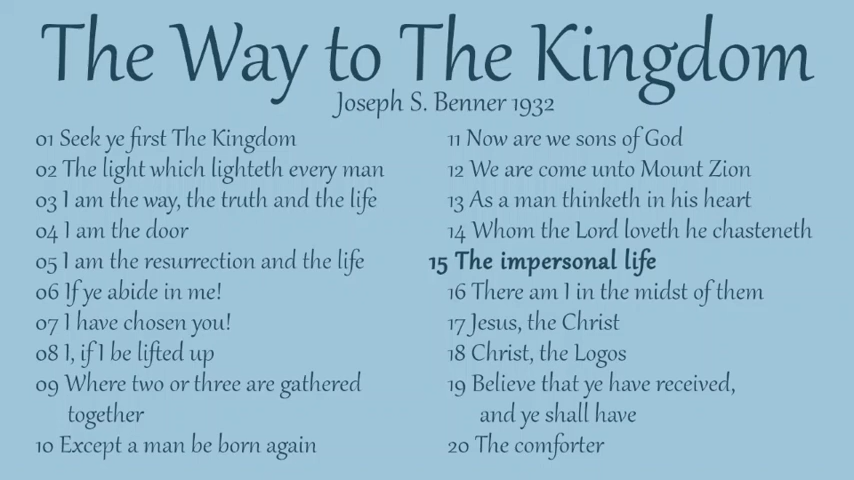 The Way to The Kingdom
Joseph S. Benner 1932
01 Seek ye first The Kingdom
02 The light which lighteth every man
03 I am the way, the truth and the life
04 I am the door
05 I am the resurrection and the life
06 If ye abide in me!
07 I have chosen you!
08 I, if I be lifted up
09 Where two or three are gathered
together
10 Except a man be born again
11 Now are we sons of God
12 We are come unto Mount Zion
13 As a man thinketh in his heart
14 Whom the Lord loveth he chasteneth
15 The impersonal life
16 There am I in the midst of them
17 Jesus, the Christ
18 Christ, the Logos
19 Believe that ye have received,
and ye shall have
20 The comforter